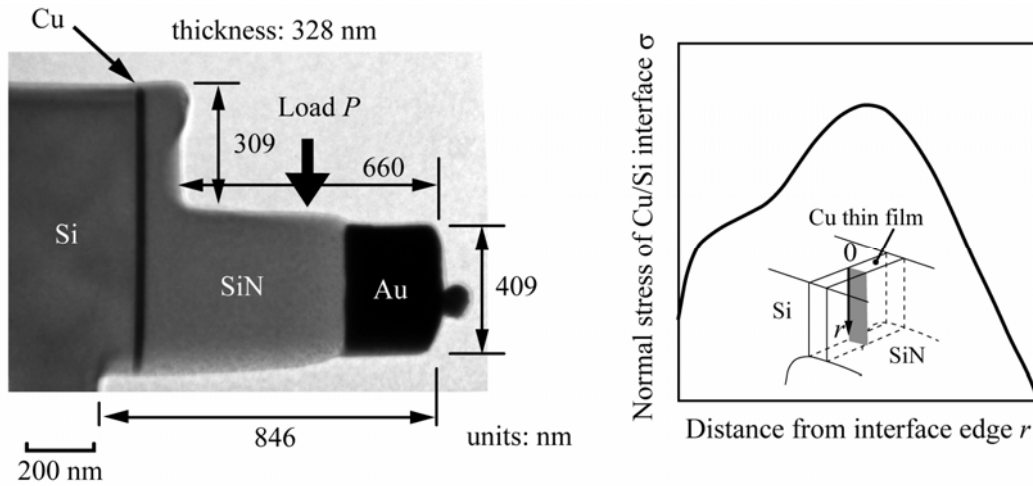 Cu
thickness: 328 nm
Load P
309
660
Si
SiN
Au
409
846
units: nm
200 nm
Normal stress of Cu/Si interface σ
Cu thin film
0
Si
r
SiN
Distance from interface edge r